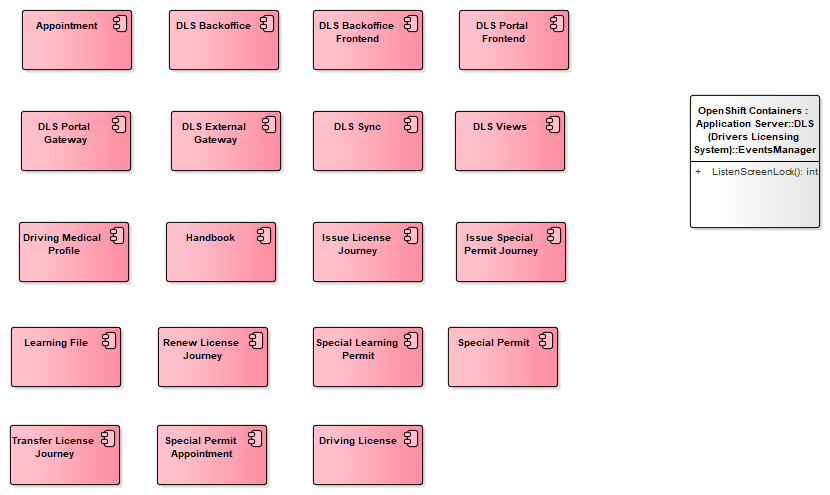 Appointment
DLS Backoffice
DLS Backoffice
Frontend
DLS Portal
Frontend
DLS Portal
Gateway
DLS External
Gateway
DLS Sync
DLS Views
OpenShift Containers :
Application Server::DLS
(Drivers Licensing
System)::EventsManager
+ ListenScreenLock(): int
Driving Medical
Profile
Handbook
Issue License
Journey
Issue Special
Permit Journey
Learning File
Renew License
Journey
Special Learning
Permit
Special Permit
Transfer License
Journey
Special Permit
Appointment
Driving License